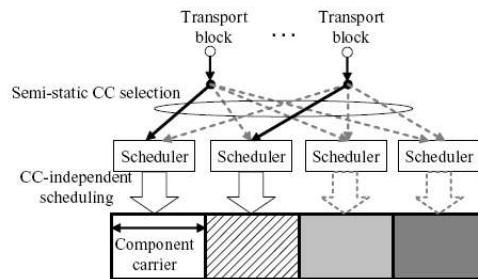 Transport block
...
Transport block
Semi-static CC selection
Scheduler
Scheduler
Scheduler
Scheduler
CC-independent scheduling
Component carrier